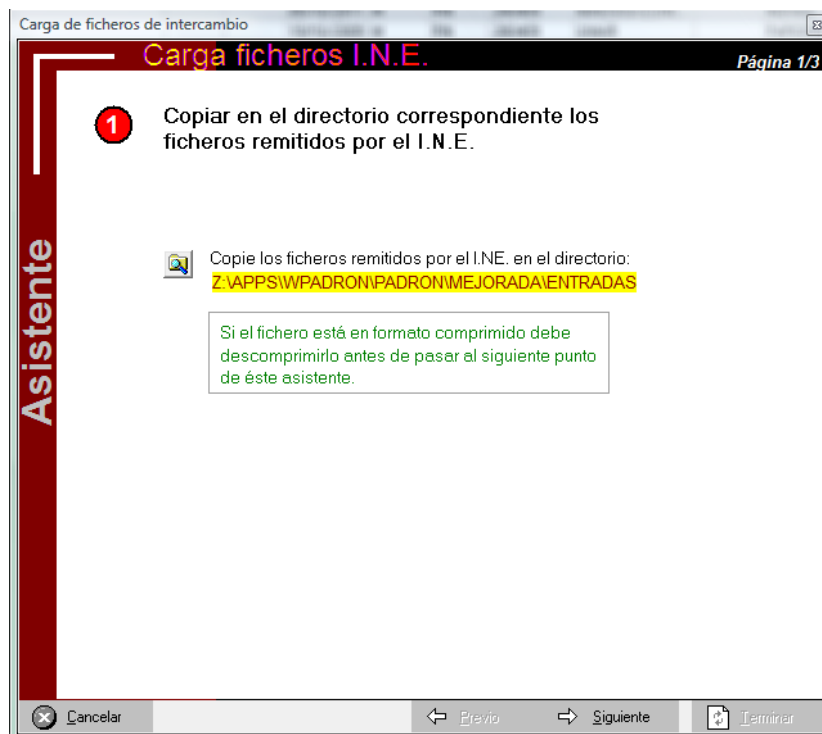 Carga de ficheros de intercambio
Carga ficheros I.N.E.
Página 1/3
1
Copiar en el directorio correspondiente los
ficheros remitidos por el I.N.E.
Asistente
Copie los ficheros remitidos por el I.NE. en el directorio:
Z:\APPS\WPADRON\PADRON\MEJORADA\ENTRADAS
Si el fichero está en formato comprimido debe
descomprimirlo antes de pasar al siguiente punto
de éste asistente.
Cancelar
Previo
Siguiente
Terminar